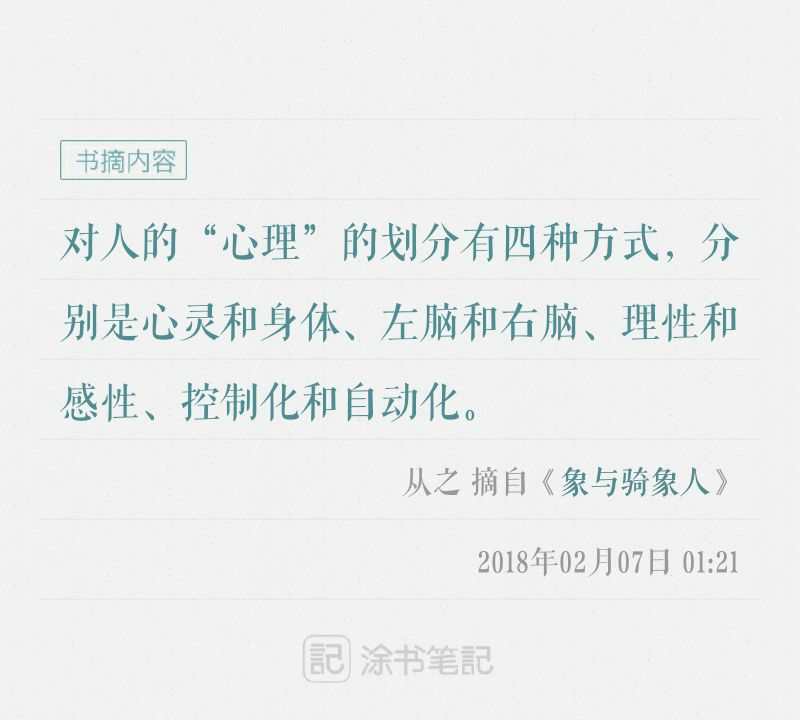 书摘内容
对人的“心理”的划分有四种方式，分
别是心灵和身体、左脑和右脑、理性和
感性、控制化和自动化。
从之 摘自《象与骑象人》
2018年02月07日 01:21
記 涂书笔記